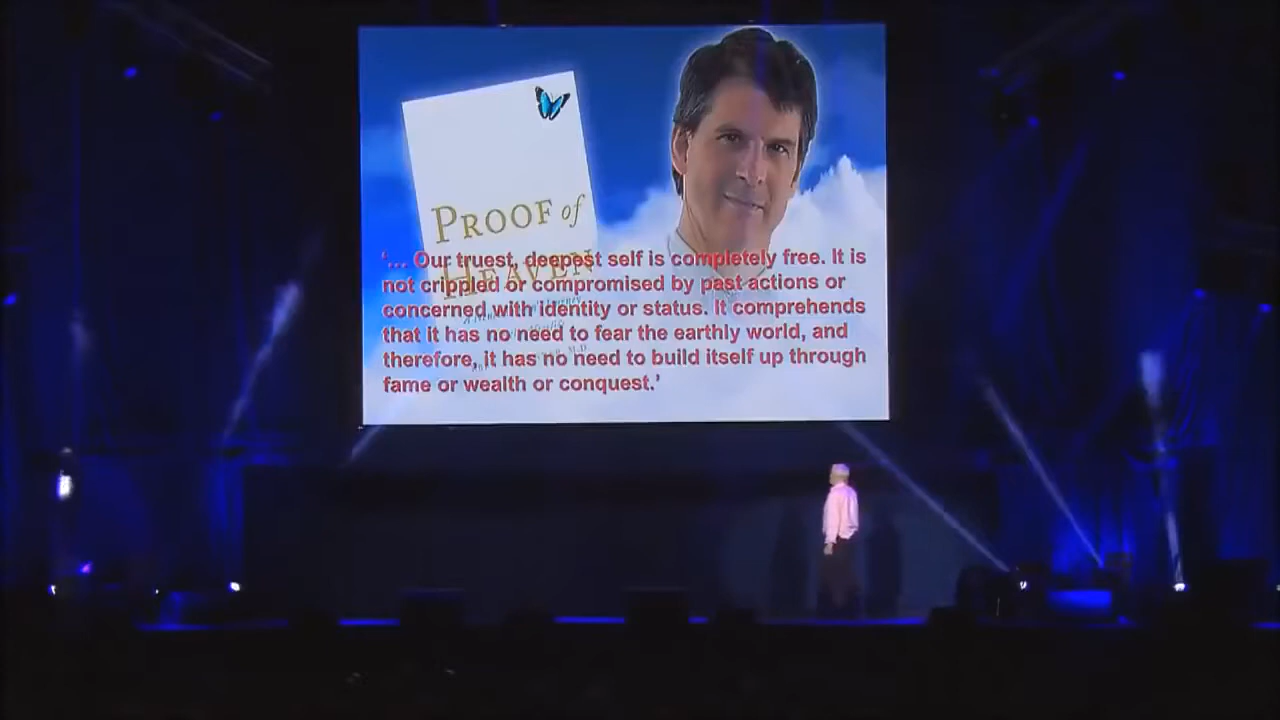 PROOF of
HEAVEN
‘... Our truest, deepest self is completely free. It is
not crippled or compromised by past actions or
concerned with identity or status. It comprehends
that it has no need to fear the earthly world, and
therefore, it has no need to build itself up through
fame or wealth or conquest.’